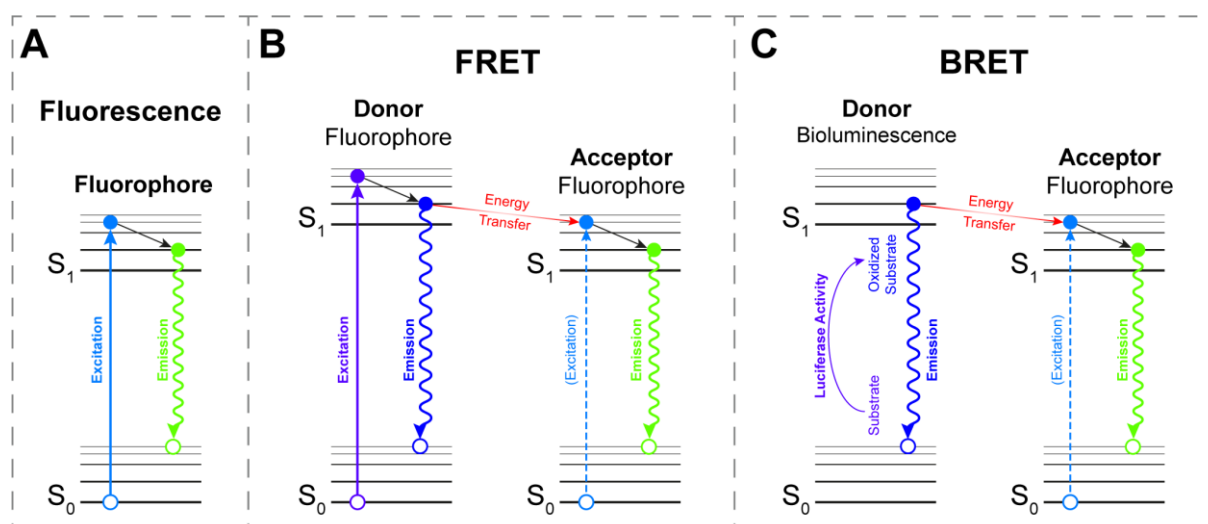 A
Fluorescence
Fluorophore
S1
Excitation
Emission
S0
B
FRET
Donor
Fluorophore
Acceptor
Fluorophore
Energy
Transfer
S1
S1
Excitation
Emission
(Excitation)
Emission
S0
C
BRET
Donor
Bioluminescence
Acceptor
Fluorophore
Energy
Transfer
S1
S1
Luciferase Activity
Oxidized
Substrate
Substrate
Emission
(Excitation)
Emission
S0